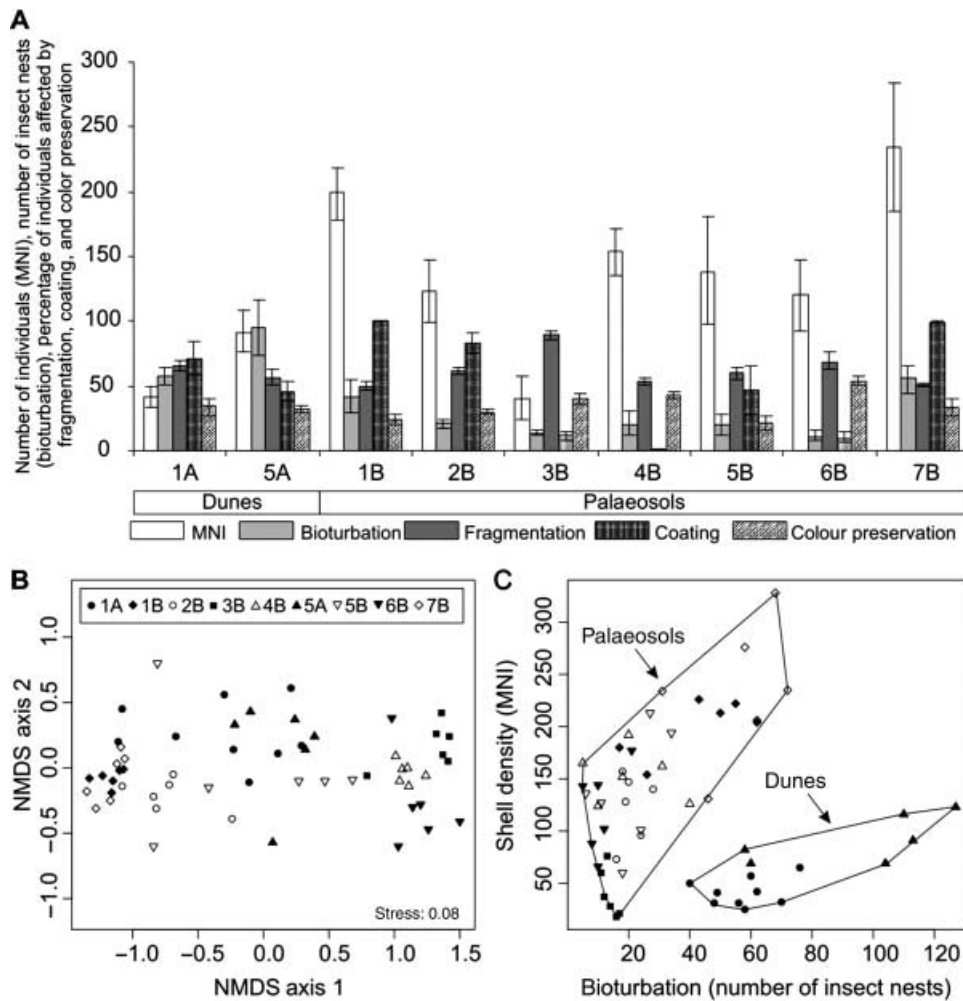 A
Number of individuals (MNI), number of insect nests
(bioturbation), percentage of individuals affected by
fragmentation, coating, and color preservation
300
250
200
150
100
50
0
1A 5A 1B 2B 3B 4B 5B 6B 7B
Dunes Palaeosols
MNI Bioturbation Fragmentation Coating Colour preservation
B
1A 1B 2B 3B 4B 5A 5B 6B 7B
NMDS axis 2
1.0
0.5
0.0
−0.5
−1.0
Stress: 0.08
−1.0 −0.5 0.0 0.5 1.0 1.5
NMDS axis 1
C
Shell density (MNI)
300
250
200
150
100
50
Palaeosols
Dunes
0 20 40 60 80 100 120
Bioturbation (number of insect nests)